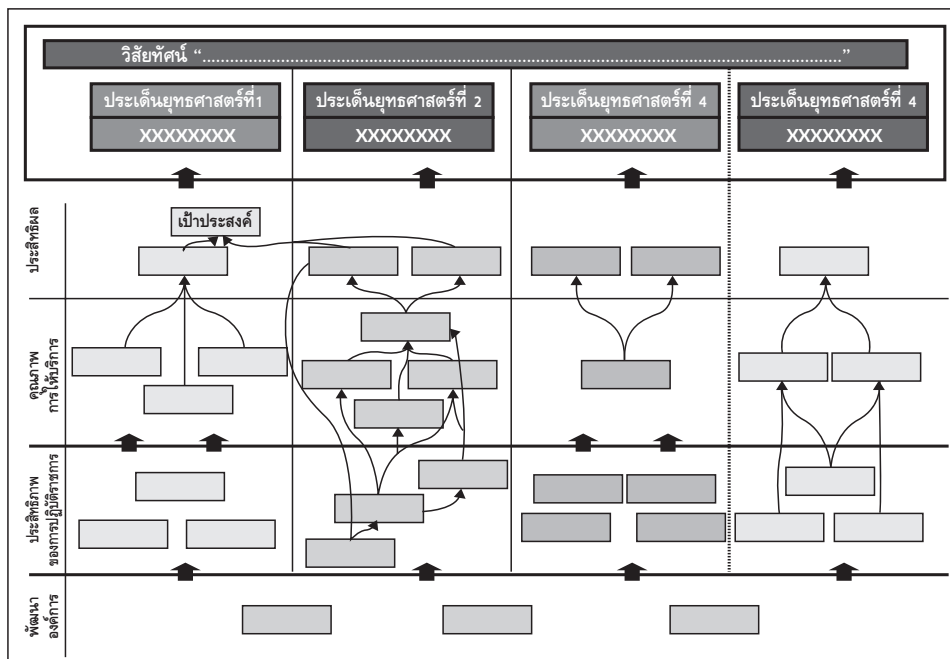 วิสัยทัศน์ “........................................................................................................................................”
ประเด็นยุทธศาสตร์ที่1
XXXXXXXX
ประเด็นยุทธศาสตร์ที่ 2
XXXXXXXX
ประเด็นยุทธศาสตร์ที่ 4
XXXXXXXX
ประเด็นยุทธศาสตร์ที่ 4
XXXXXXXX
ประสิทธิผล
เป้าประสงค์
คุณภาพ
การให้บริการ
ประสิทธิภาพ
ของการปฏิบัติราชการ
พัฒนา
องค์การ